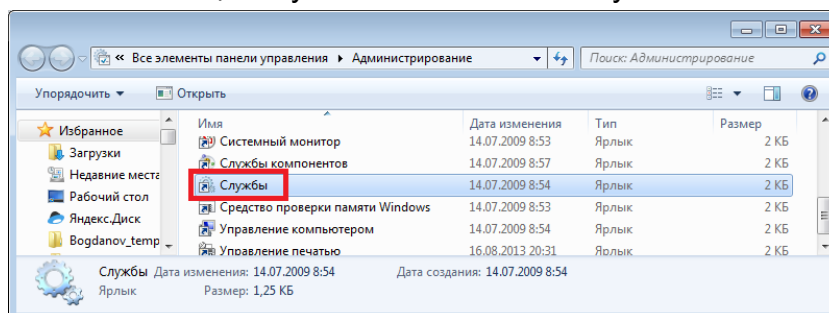 « Все элементы панели управления ▸ Администрирование
Поиск: Администрирование
Упорядочить ▾ Открыть
Имя Дата изменения Тип Размер
Избранное
Загрузки
Недавние места
Рабочий стол
Яндекс.Диск
Bogdanov_temp
Системный монитор 14.07.2009 8:53 Ярлык 2 КБ
Службы компонентов 14.07.2009 8:57 Ярлык 2 КБ
Службы 14.07.2009 8:54 Ярлык 2 КБ
Средство проверки памяти Windows 14.07.2009 8:53 Ярлык 2 КБ
Управление компьютером 14.07.2009 8:54 Ярлык 2 КБ
Управление печатью 16.08.2013 20:31 Ярлык 2 КБ
Службы Дата изменения: 14.07.2009 8:54 Дата создания: 14.07.2009 8:54
Ярлык Размер: 1,25 КБ